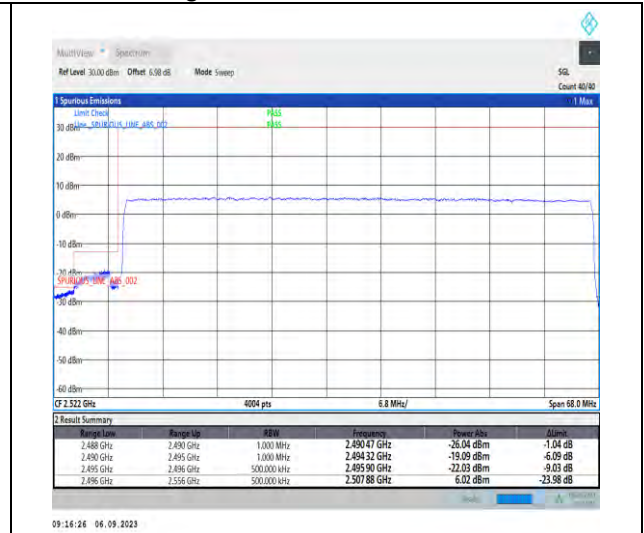 MultiView Spectrum
Ref Level 30.00 dBm Offset 6.98 dB Mode Sweep SGL
Count 40/40
1 Spurious Emissions 1 Max
Limit Check PASS
30 dBm Line _SPURIOUS_LINE_ABS_002 PASS
20 dBm
10 dBm
0 dBm
-10 dBm
-20 dBm
_SPURIOUS_LINE_ABS_002
-30 dBm
-40 dBm
-50 dBm
-60 dBm
CF 2.522 GHz 4004 pts 6.8 MHz/ Span 68.0 MHz
2 Result Summary
Range Low Range Up RBW Frequency Power Abs ΔLimit
2.488 GHz 2.490 GHz 1.000 MHz 2.490 47 GHz -26.04 dBm -1.04 dB
2.490 GHz 2.495 GHz 1.000 MHz 2.494 32 GHz -19.09 dBm -6.09 dB
2.495 GHz 2.496 GHz 500.000 kHz 2.495 90 GHz -22.03 dBm -9.03 dB
2.496 GHz 2.556 GHz 500.000 kHz 2.507 88 GHz 6.02 dBm -23.98 dB
09:16:26 06.09.2023